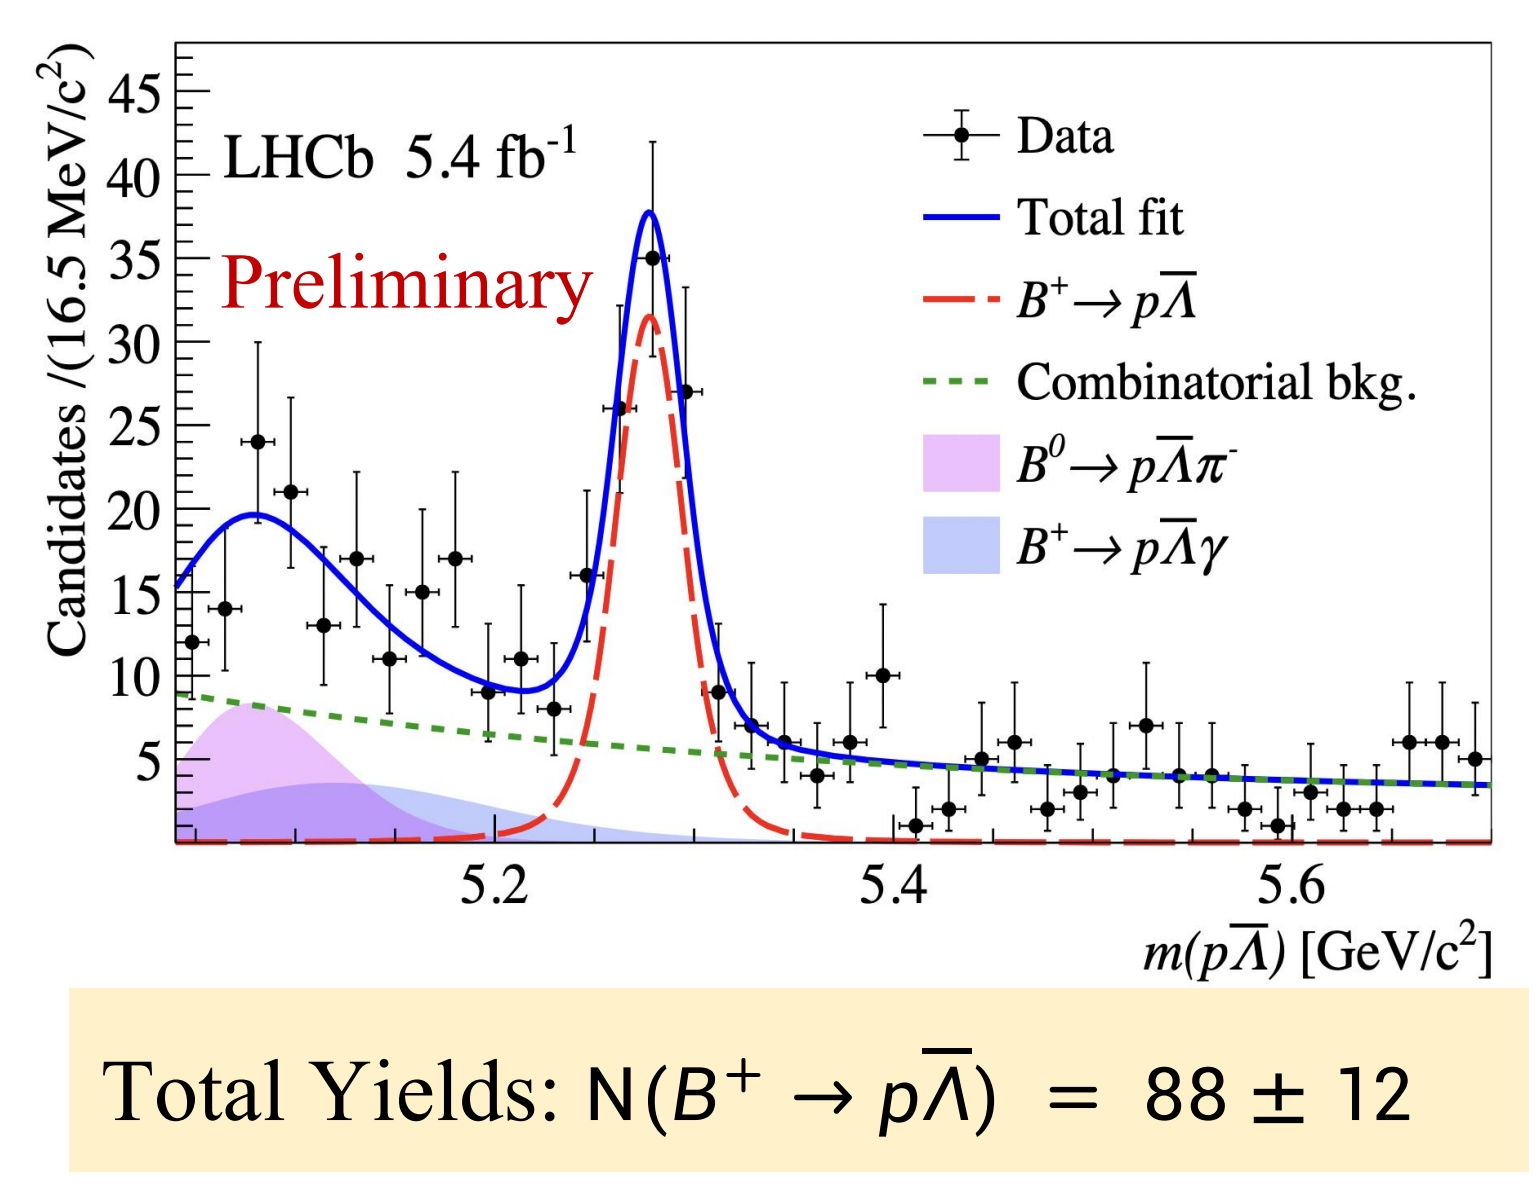 Candidates /(16.5 MeV/c²)
45
40
35
30
25
20
15
10
5
LHCb 5.4 fb⁻¹
Preliminary
Data
Total fit
B⁺→pΛ̅
Combinatorial bkg.
B⁰→pΛ̅π⁻
B⁺→pΛ̅γ
5.2 5.4 5.6
m(pΛ̅) [GeV/c²]
Total Yields: N(B⁺ → pΛ̅) = 88 ± 12